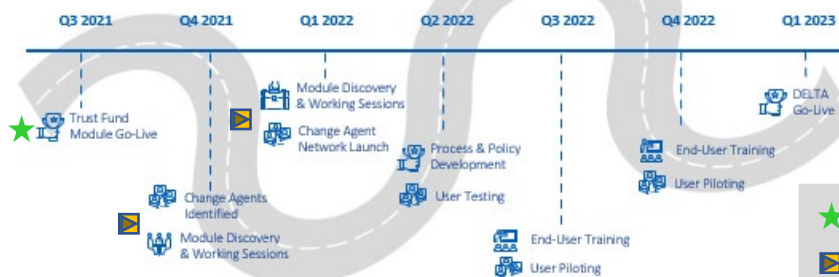 Q3 2021
Q4 2021
Q1 2022
Q2 2022
Q3 2022
Q4 2022
Q1 2023
Trust Fund
Module Go-Live
Change Agents
Identified
Module Discovery
& Working Sessions
Module Discovery
& Working Sessions
Change Agent
Network Launch
Process & Policy
Development
User Testing
End-User Training
User Piloting
End-User Training
User Piloting
DELTA
Go-Live